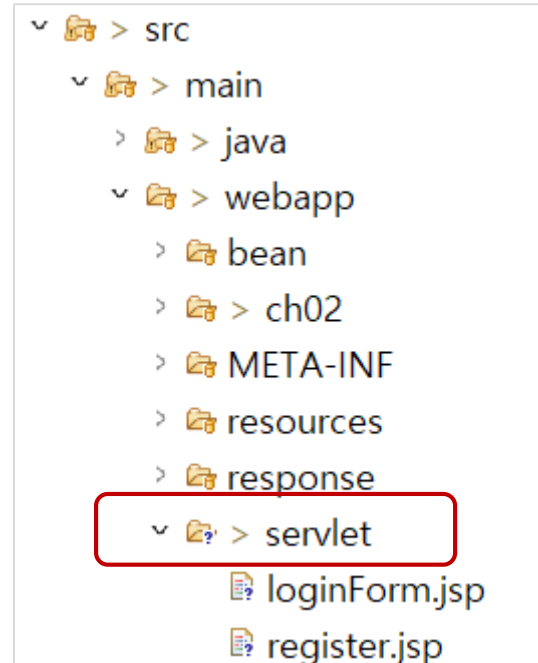 > src
> main
> java
> webapp
bean
> ch02
META-INF
resources
response
> servlet
loginForm.jsp
register.jsp